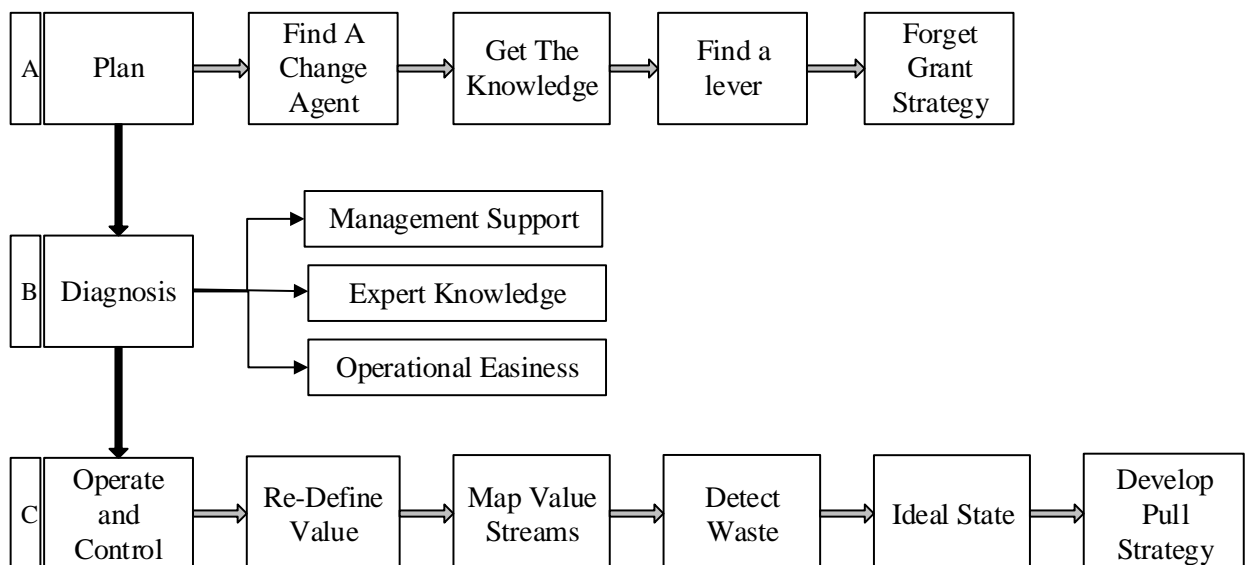 A
Plan
Find A
Change
Agent
Get The
Knowledge
Find a
lever
Forget
Grant
Strategy
B
Diagnosis
Management Support
Expert Knowledge
Operational Easiness
C
Operate
and
Control
Re-Define
Value
Map Value
Streams
Detect
Waste
Ideal State
Develop
Pull
Strategy